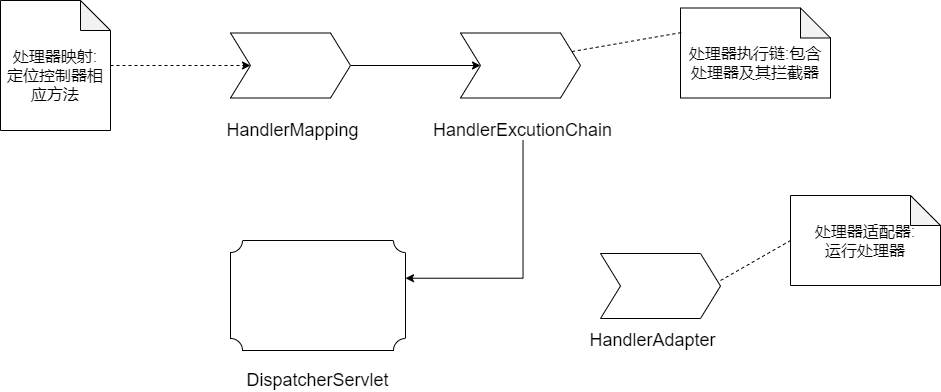 处理器映射:
定位控制器相
应方法
处理器执行链:包含
处理器及其拦截器
HandlerMapping
HandlerExcutionChain
处理器适配器:
运行处理器
HandlerAdapter
DispatcherServlet